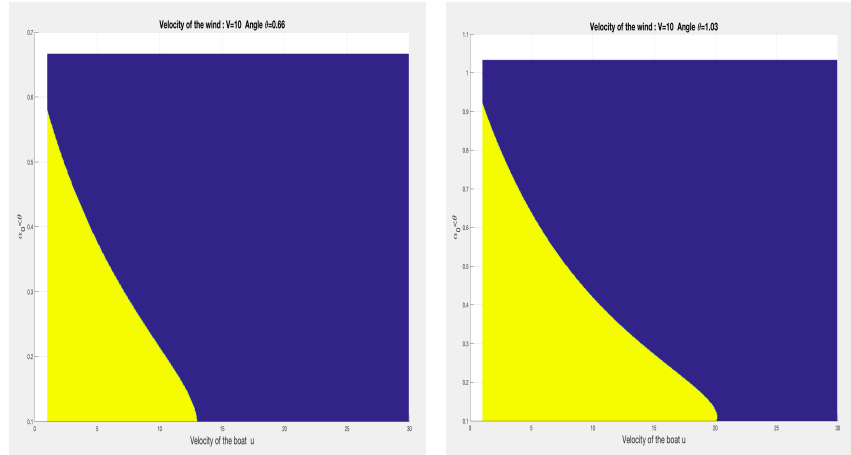 Velocity of the wind : V=10 Angle θ=0.66
0.7
0.6
0.5
0.4
0.3
0.2
0.1
α₀<θ
0 5 10 15 20 25 30
Velocity of the boat u
Velocity of the wind : V=10 Angle θ=1.03
1.1
1
0.9
0.8
0.7
0.6
0.5
0.4
0.3
0.2
0.1
α₀<θ
0 5 10 15 20 25 30
Velocity of the boat u